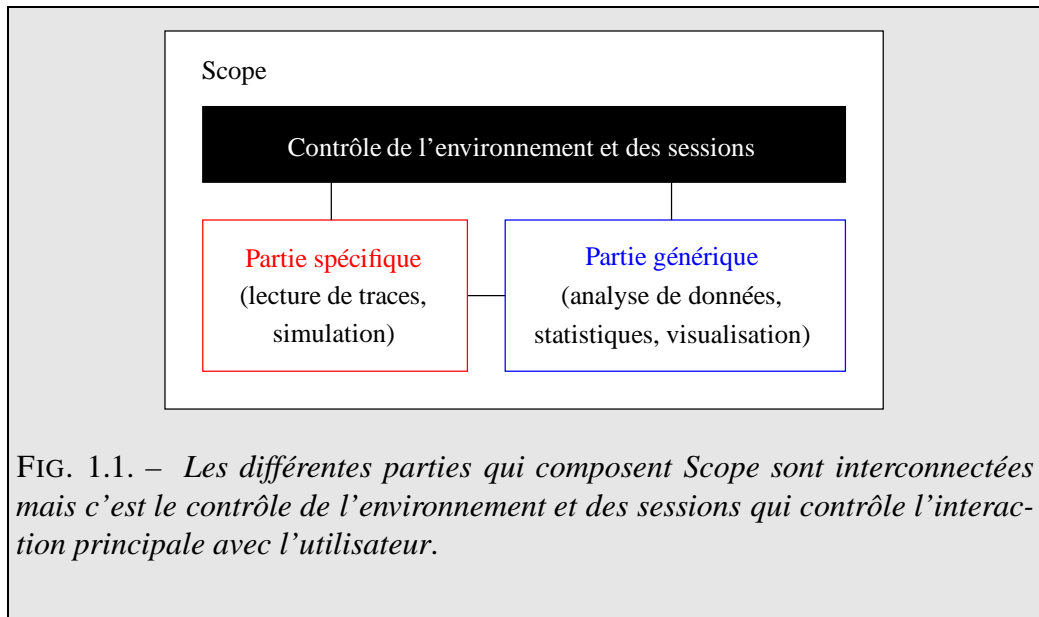 Scope
Contrôle de l'environnement et des sessions
Partie spécifique
(lecture de traces,
simulation)
Partie générique
(analyse de données,
statistiques, visualisation)
FIG. 1.1. – Les différentes parties qui composent Scope sont interconnectées
mais c'est le contrôle de l'environnement et des sessions qui contrôle l'interac-
tion principale avec l'utilisateur.